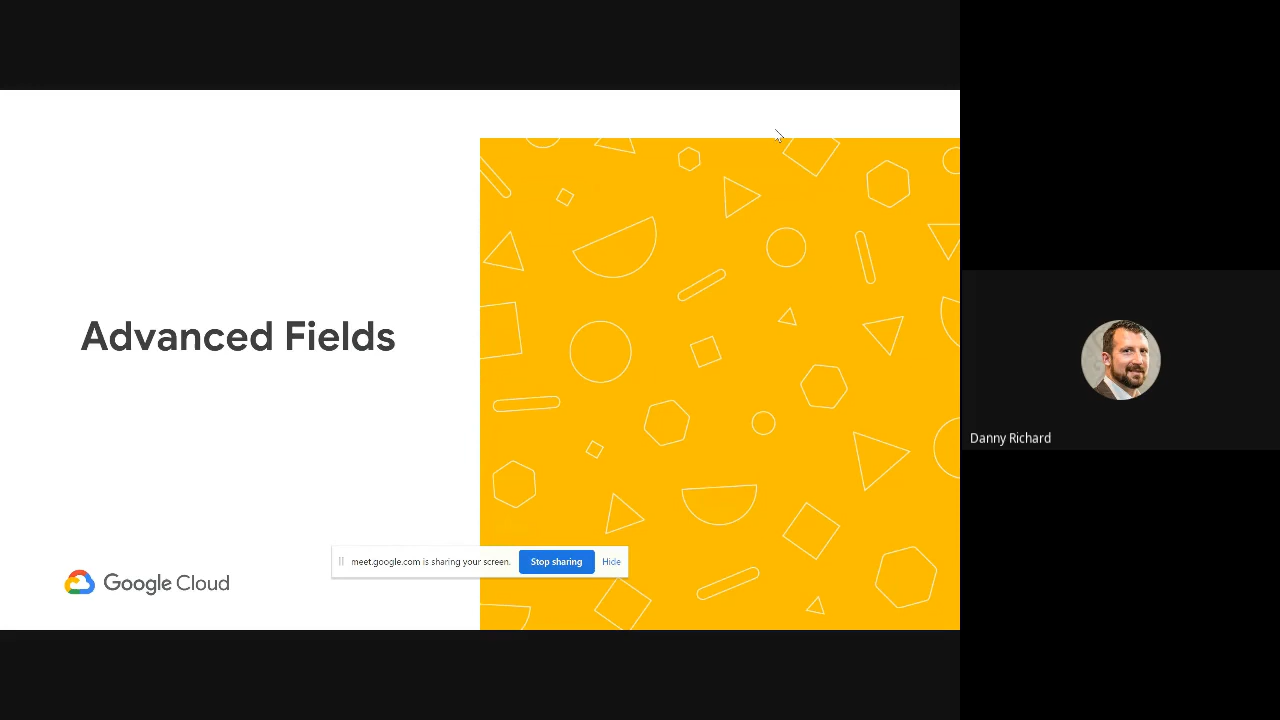 Advanced Fields
meet.google.com is sharing your screen. Stop sharing Hide
Google Cloud
Danny Richard